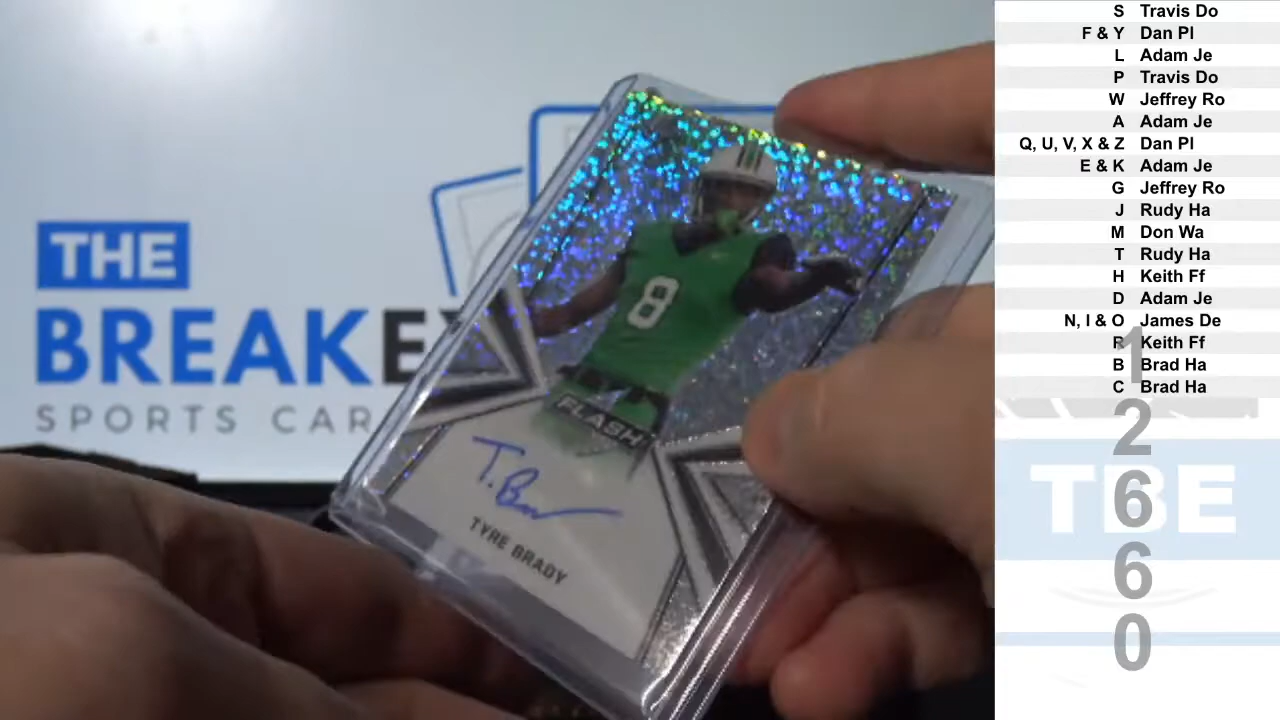 THE
BREAKE
SPORTS CAR
8
FLASH
T. B
TYRE BRADY
S Travis Do
F & Y Dan Pl
L Adam Je
P Travis Do
W Jeffrey Ro
A Adam Je
Q, U, V, X & Z Dan Pl
E & K Adam Je
G Jeffrey Ro
J Rudy Ha
M Don Wa
T Rudy Ha
H Keith Ff
D Adam Je
N, I & O James De
R Keith Ff
B Brad Ha
C Brad Ha
1
2
6
6
0
TBE